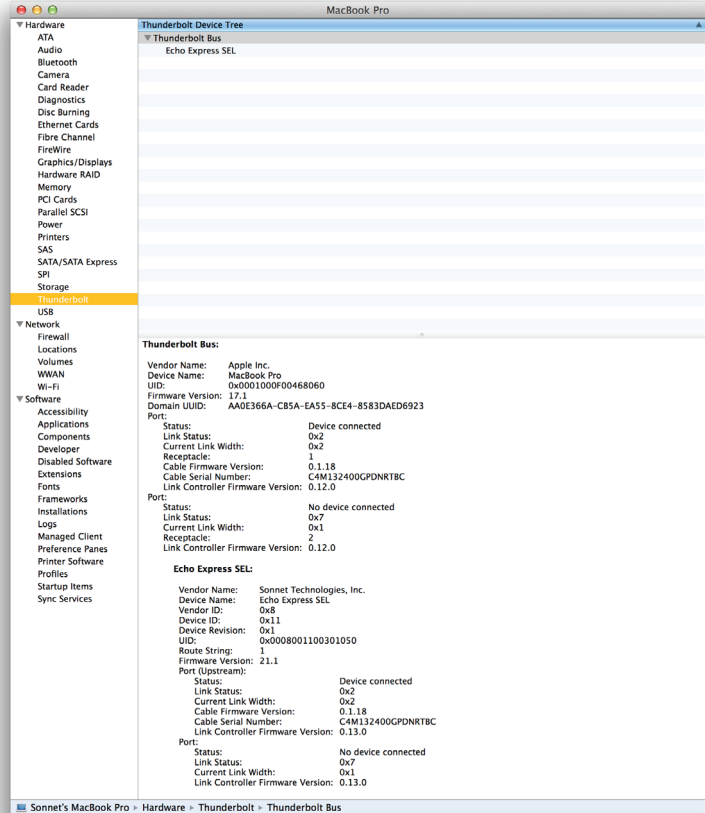 MacBook Pro
Hardware
ATA
Audio
Bluetooth
Camera
Card Reader
Diagnostics
Disc Burning
Ethernet Cards
Fibre Channel
FireWire
Graphics/Displays
Hardware RAID
Memory
PCI Cards
Parallel SCSI
Power
Printers
SAS
SATA/SATA Express
SPI
Storage
Thunderbolt
USB
Network
Firewall
Locations
Volumes
WWAN
Wi-Fi
Software
Accessibility
Applications
Components
Developer
Disabled Software
Extensions
Fonts
Frameworks
Installations
Logs
Managed Client
Preference Panes
Printer Software
Profiles
Startup Items
Sync Services
Thunderbolt Device Tree
Thunderbolt Bus
Echo Express SEL
Thunderbolt Bus:
Vendor Name: Apple Inc.
Device Name: MacBook Pro
UID: 0x0001000F00468060
Firmware Version: 17.1
Domain UUID: AA0E366A-CB5A-EA55-8CE4-8583DAED6923
Port:
Status: Device connected
Link Status: 0x2
Current Link Width: 0x2
Receptacle: 1
Cable Firmware Version: 0.1.18
Cable Serial Number: C4M132400GPDNRTBC
Link Controller Firmware Version: 0.12.0
Port:
Status: No device connected
Link Status: 0x7
Current Link Width: 0x1
Receptacle: 2
Link Controller Firmware Version: 0.12.0
Echo Express SEL:
Vendor Name: Sonnet Technologies, Inc.
Device Name: Echo Express SEL
Vendor ID: 0x8
Device ID: 0x11
Device Revision: 0x1
UID: 0x0008001100301050
Route String: 1
Firmware Version: 21.1
Port (Upstream):
Status: Device connected
Link Status: 0x2
Current Link Width: 0x2
Cable Firmware Version: 0.1.18
Cable Serial Number: C4M132400GPDNRTBC
Link Controller Firmware Version: 0.13.0
Port:
Status: No device connected
Link Status: 0x7
Current Link Width: 0x1
Link Controller Firmware Version: 0.13.0
Sonnet's MacBook Pro ▸ Hardware ▸ Thunderbolt ▸ Thunderbolt Bus